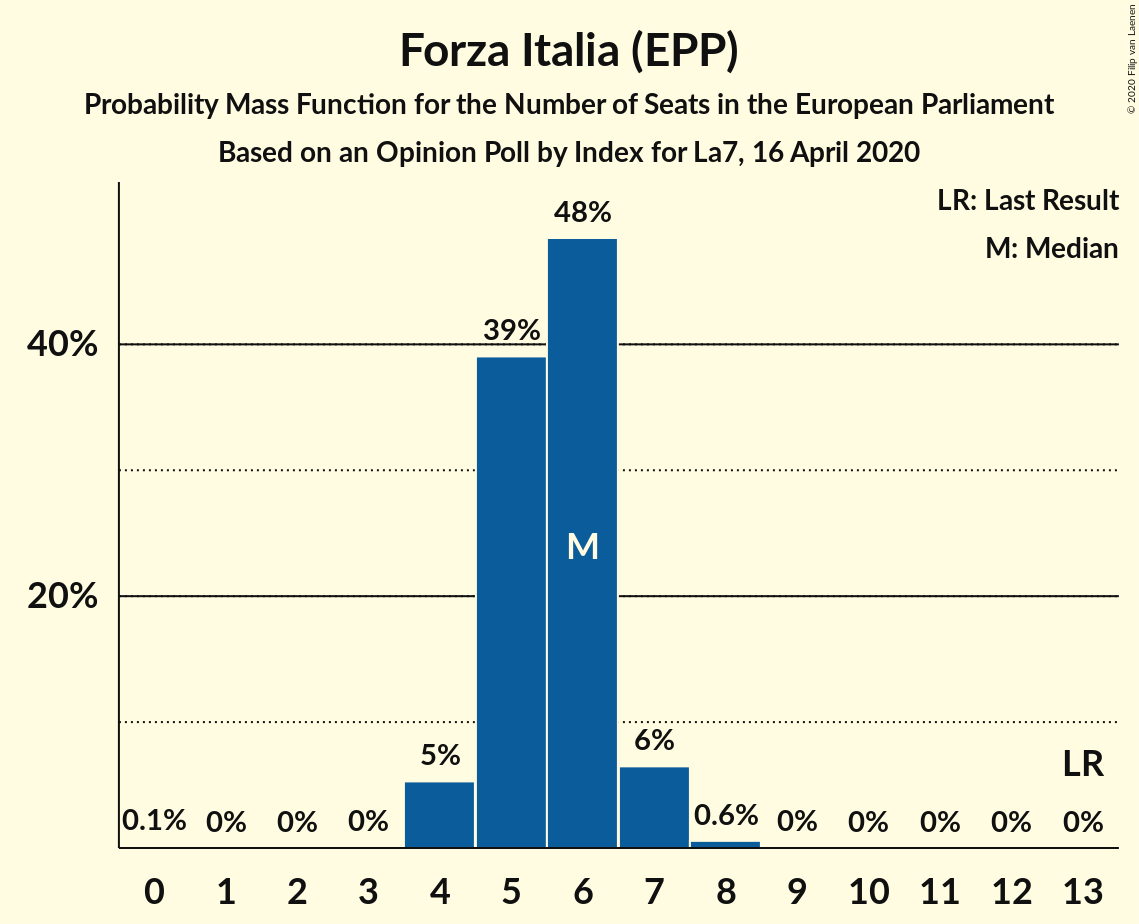 Forza Italia (EPP)
Probability Mass Function for the Number of Seats in the European Parliament
Based on an Opinion Poll by Index for La7, 16 April 2020
© 2020 Filip van Laenen
LR: Last Result
M: Median
48%
39%
40%
M
20%
6%
5%
LR
0.1% 0% 0% 0% 0.6% 0% 0% 0% 0% 0%
0 1 2 3 4 5 6 7 8 9 10 11 12 13